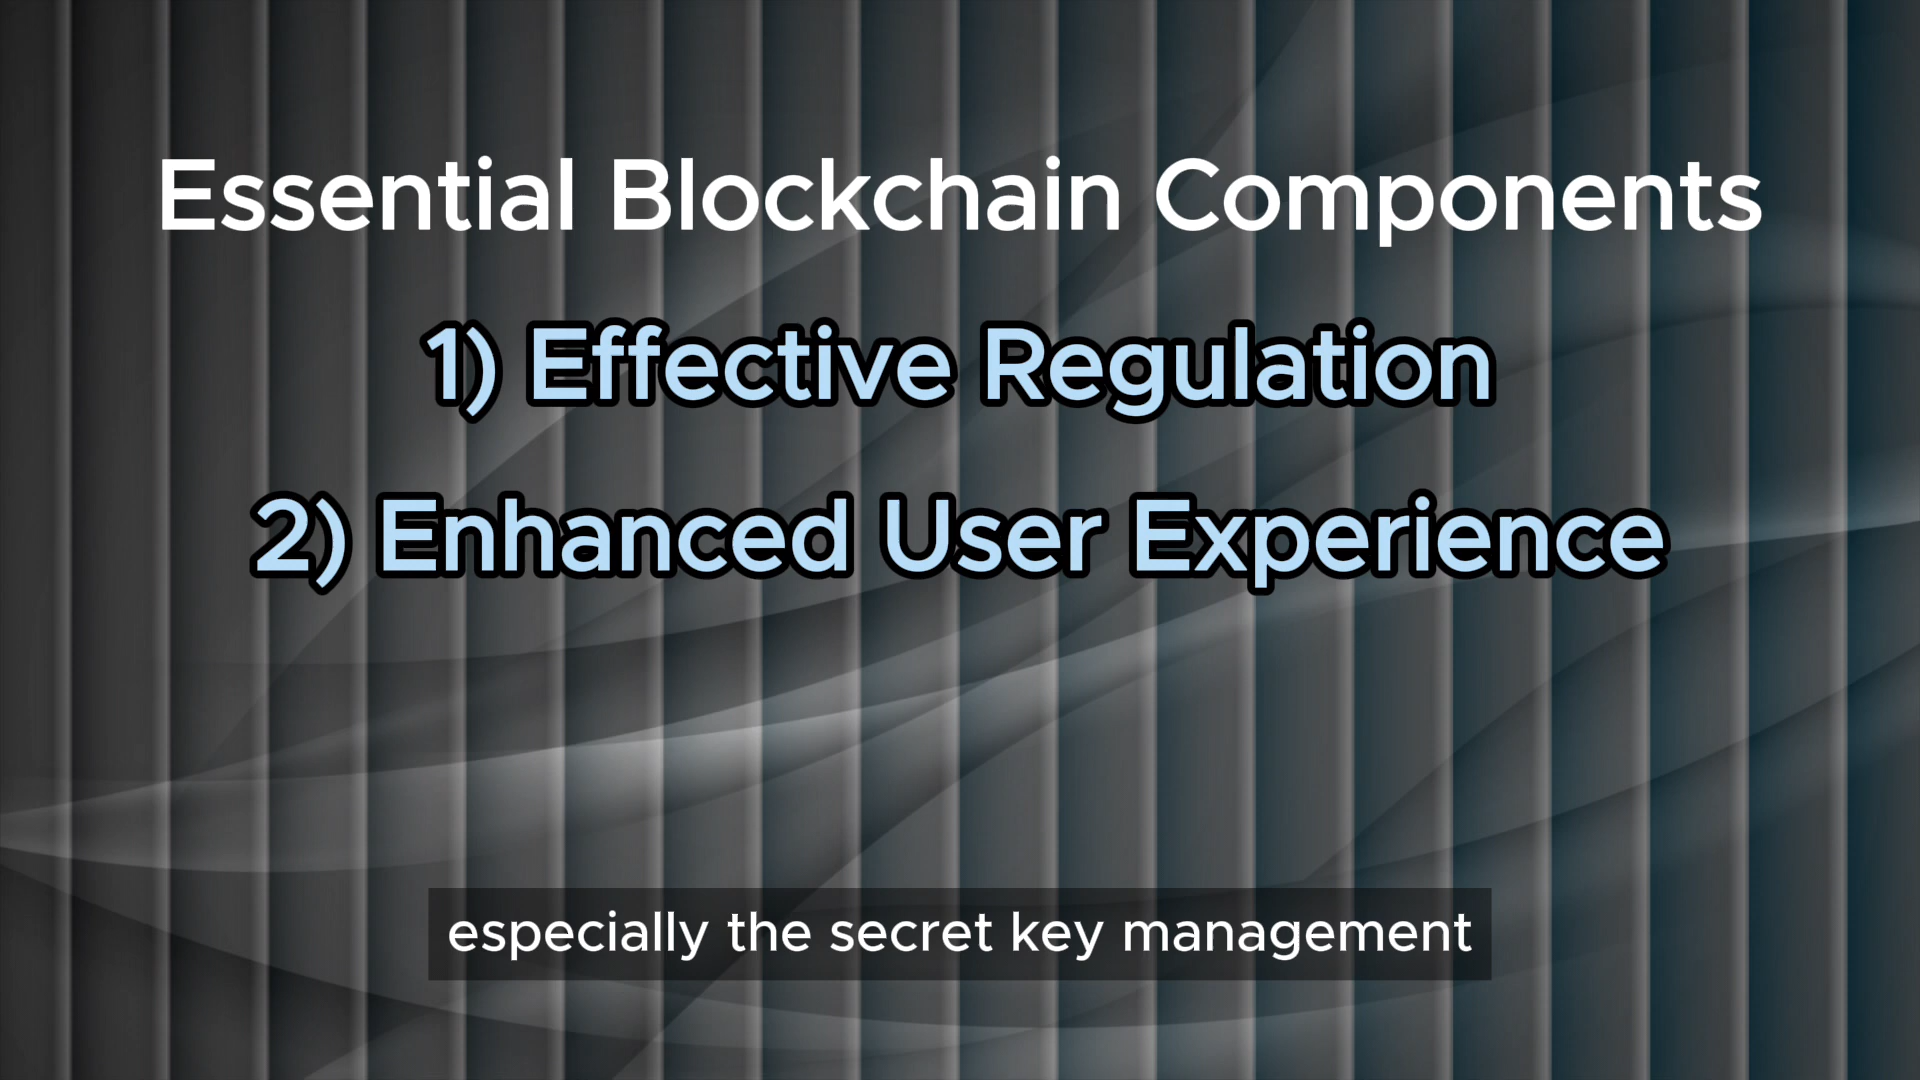 Essential Blockchain Components
1) Effective Regulation
2) Enhanced User Experience
especially the secret key management